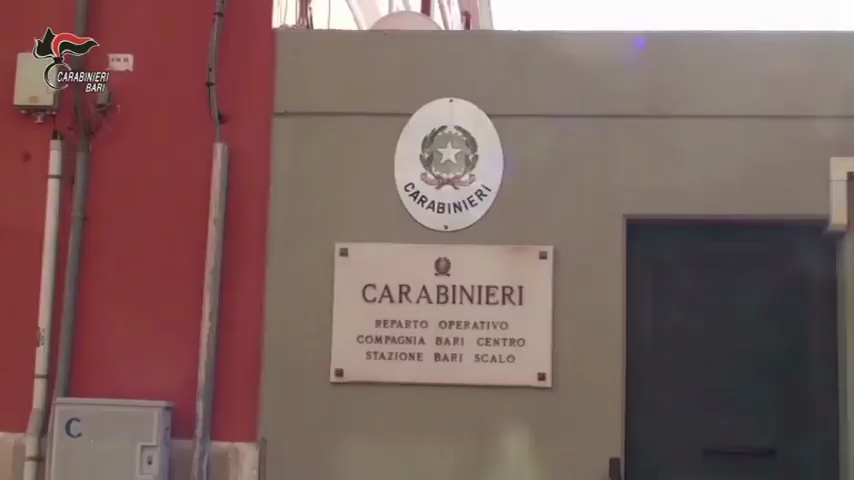 CARABINIERI
BARI
CARABINIERI
CARABINIERI
REPARTO OPERATIVO
COMPAGNIA BARI CENTRO
STAZIONE BARI SCALO
C